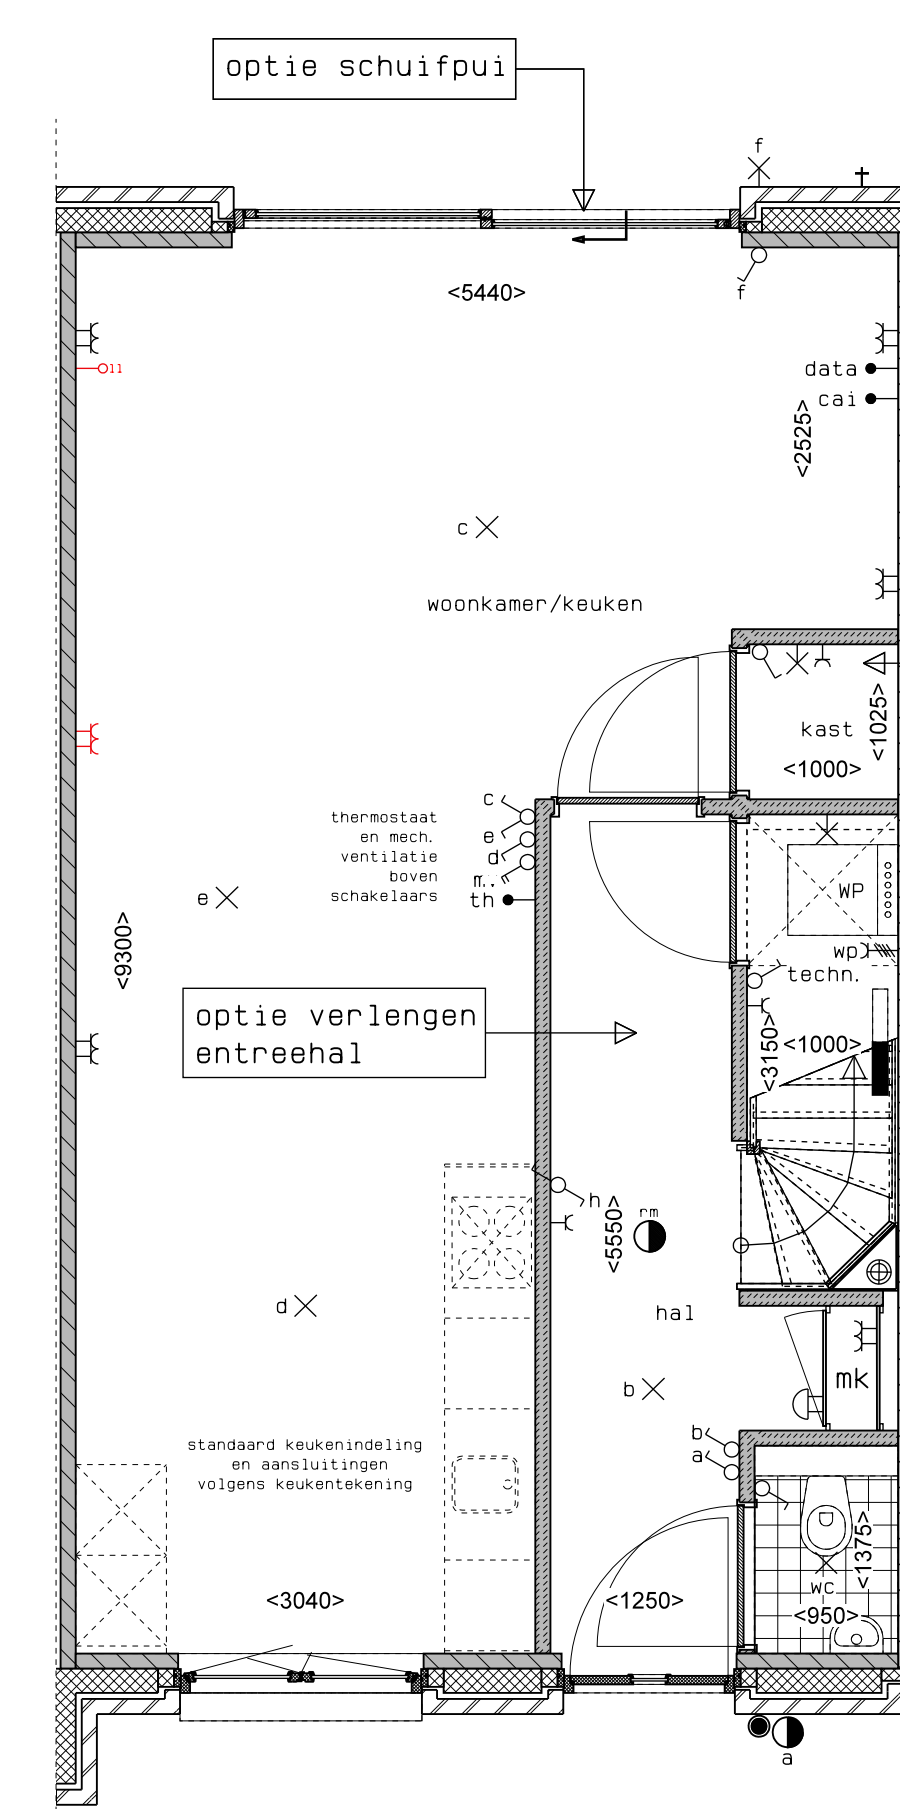 optie schuifpui
f
<5440>
f
11
data
cai
<2525>
c
woonkamer/keuken
kast
<1025>
<1000>
thermostaat
en mech.
ventilatie
boven
schakelaars
c
e
d
th
WP
wp
techn.
e
<9300>
optie verlengen
entreehal
<3150>
<1000>
h
<5550>
rm
d
hal
mk
b
b
a
standaard keukenindeling
en aansluitingen
volgens keukentekening
<1375>
wc
<950>
<3040>
<1250>
a